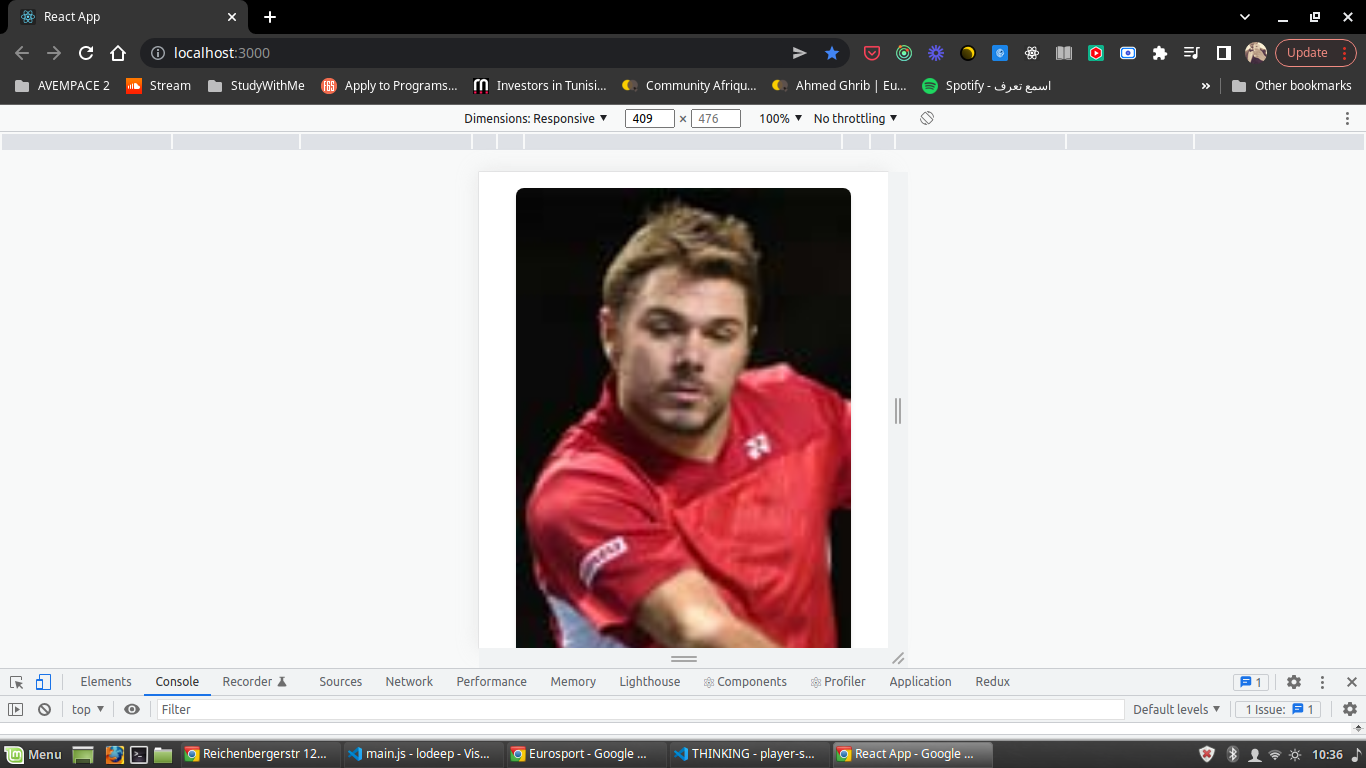 React App
localhost:3000
Update
AVEMPACE 2
Stream
StudyWithMe
Apply to Programs...
Investors in Tunisi...
Community Afriqu...
Ahmed Ghrib | Eu...
Spotify - اسمع تعرف
»
Other bookmarks
Dimensions: Responsive
409 × 476
100%
No throttling
Elements
Console
Recorder
Sources
Network
Performance
Memory
Lighthouse
Components
Profiler
Application
Redux
1
top
Filter
Default levels
1 Issue: 1
Menu
Reichenbergerstr 12...
main.js - lodeep - Vis...
Eurosport - Google ...
THINKING - player-s...
React App - Google ...
10:36